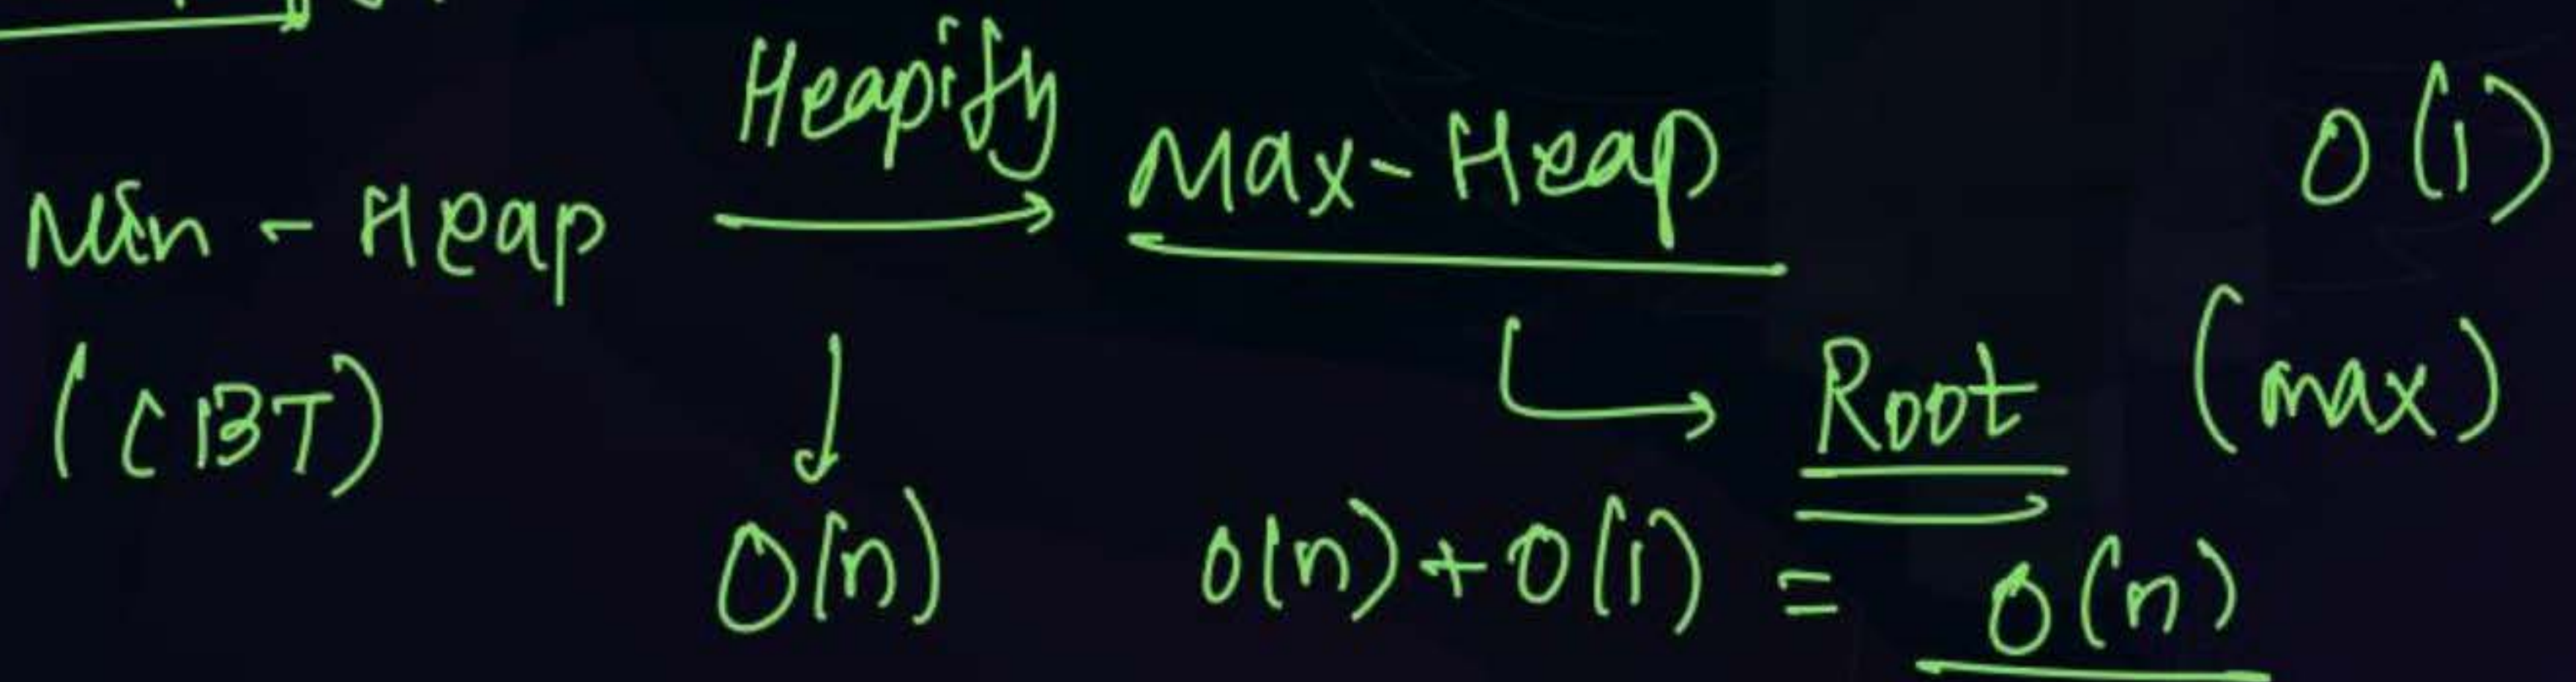 Heapify
Min - Heap → Max-Heap O(1)
(CBT) ↓ ↳ Root (max)
O(n) O(n)+O(1) = O(n)